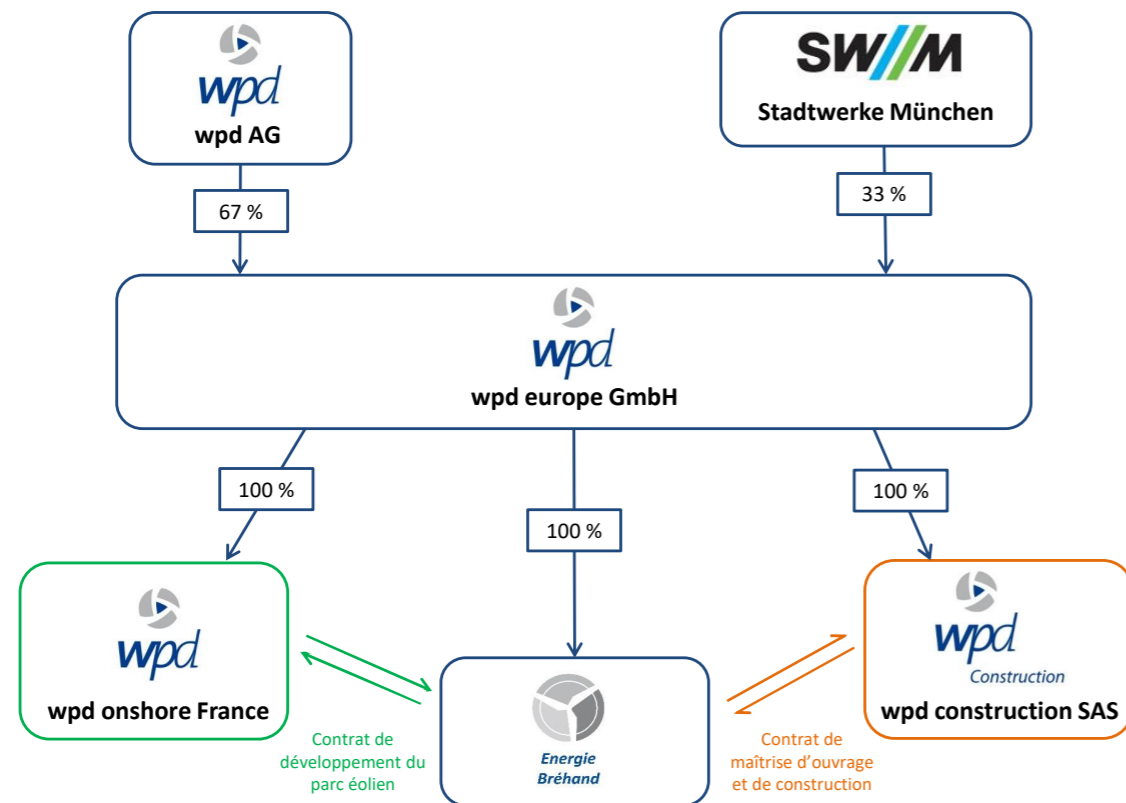 wpd
wpd AG
SW//M
Stadtwerke München
67 %
33 %
wpd
wpd europe GmbH
100 %
100 %
100 %
wpd
wpd onshore France
Contrat de
développement du
parc éolien
Energie
Bréhand
Contrat de
maîtrise d’ouvrage
et de construction
wpd
Construction
wpd construction SAS